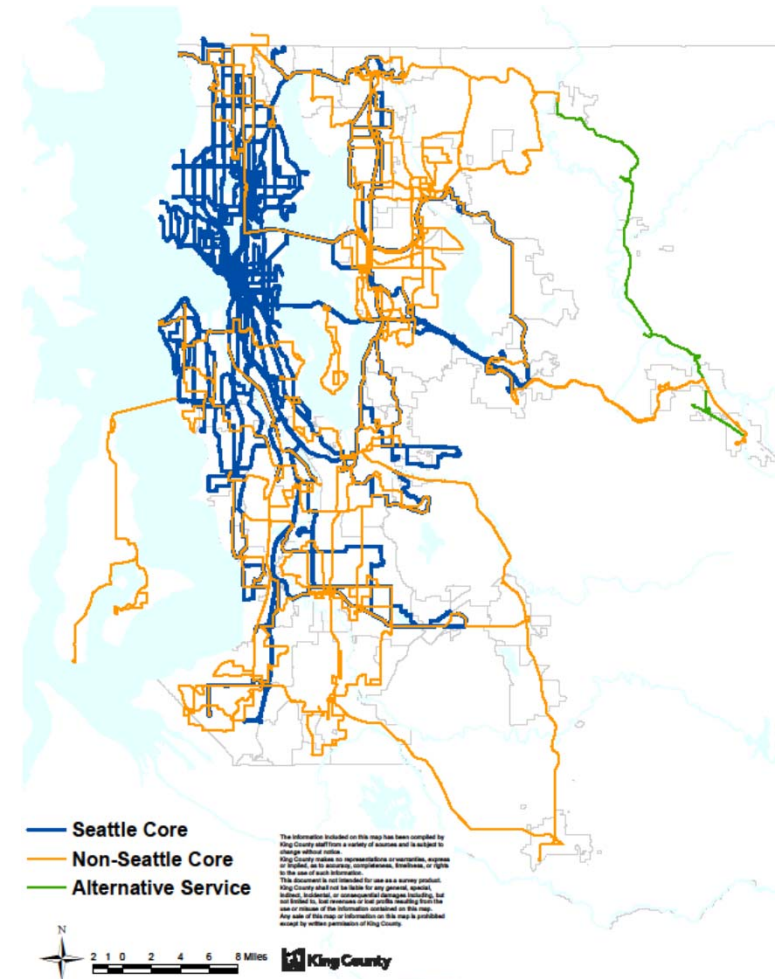 Seattle Core
Non-Seattle Core
Alternative Service
The information included on this map has been compiled by
King County staff from a variety of sources and is subject to
change without notice.
King County makes no representations or warranties, express
or implied, as to accuracy, completeness, timeliness, or rights
to the use of such information.
This document is not intended for use as a survey product.
King County shall not be liable for any general, special,
indirect, incidental, or consequential damages including, but
not limited to, lost revenues or lost profits resulting from the
use or misuse of the information contained on this map.
Any sale of this map or information on this map is prohibited
except by written permission of King County.
N
2 1 0 2 4 6 8 Miles
King County